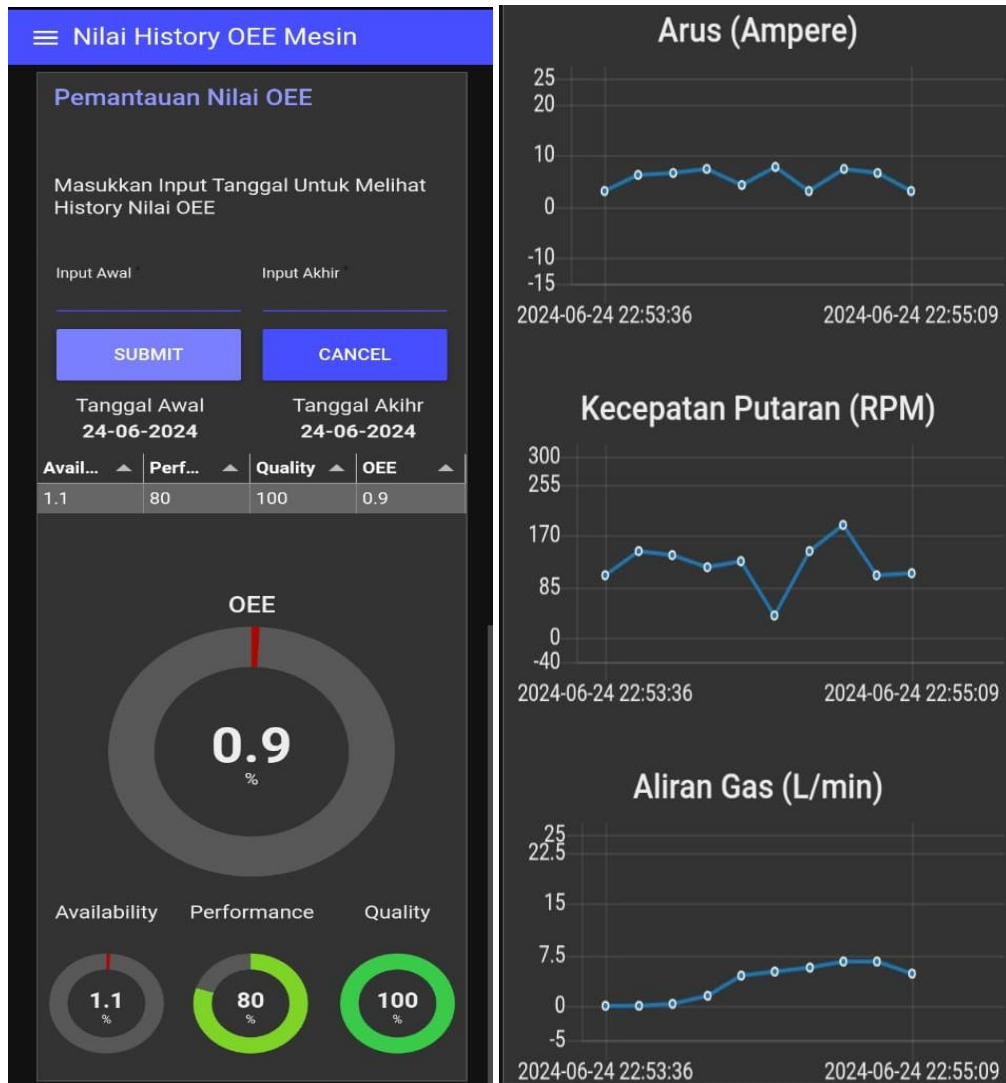 Nilai History OEE Mesin
Pemantauan Nilai OEE
Masukkan Input Tanggal Untuk Melihat
History Nilai OEE
Input Awal *
Input Akhir *
SUBMIT
CANCEL
Tanggal Awal
Tanggal Akihr
24-06-2024
24-06-2024
Avail... Perf... Quality OEE
1.1 80 100 0.9
OEE
0.9
%
Availability Performance Quality
1.1 80 100
% % %
Arus (Ampere)
25
20
10
0
-10
-15
2024-06-24 22:53:36 2024-06-24 22:55:09
Kecepatan Putaran (RPM)
300
255
170
85
0
-40
2024-06-24 22:53:36 2024-06-24 22:55:09
Aliran Gas (L/min)
25
22.5
15
7.5
0
-5
2024-06-24 22:53:36 2024-06-24 22:55:09